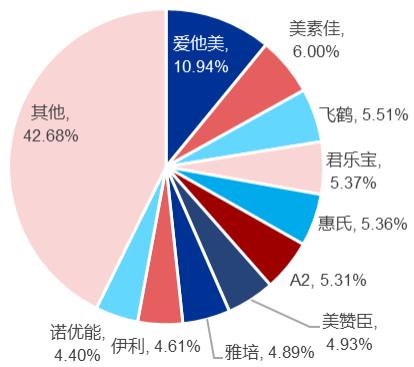 爱他美,
10.94%
美素佳,
6.00%
飞鹤, 5.51%
君乐宝,
5.37%
惠氏, 5.36%
A2, 5.31%
美赞臣,
4.93%
雅培, 4.89%
伊利, 4.61%
诺优能,
4.40%
其他,
42.68%